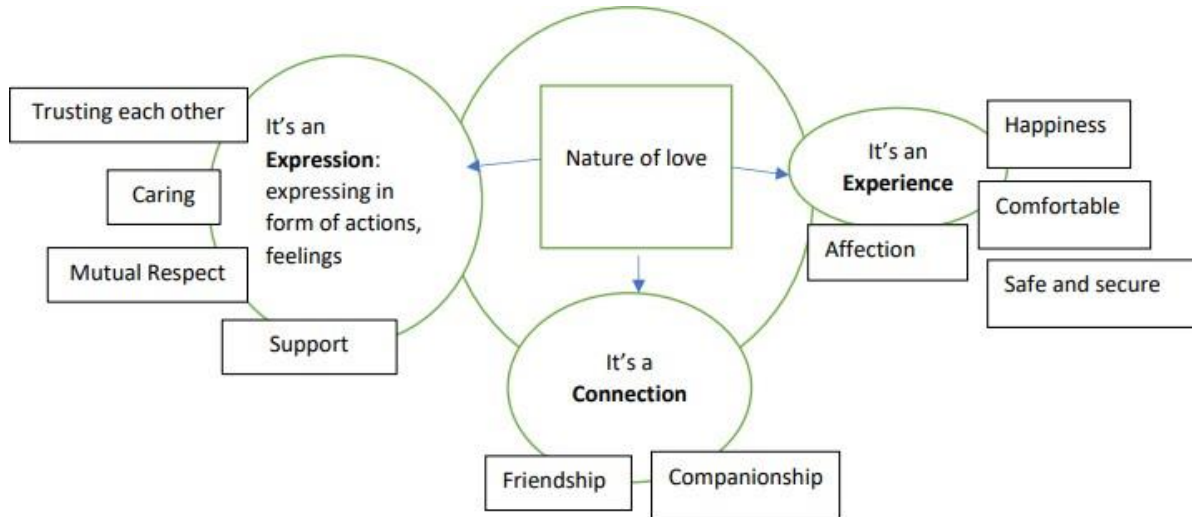 Trusting each other
Caring
Mutual Respect
Support
It’s an
Expression:
expressing in
form of actions,
feelings
Nature of love
It’s an
Experience
Happiness
Comfortable
Affection
Safe and secure
It’s a
Connection
Friendship
Companionship